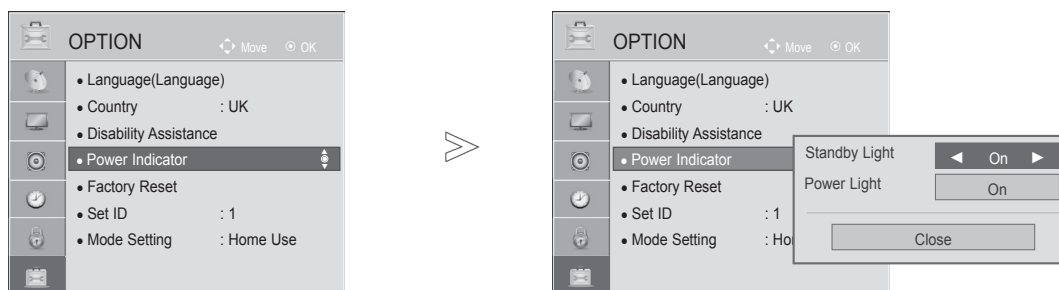 OPTION
Move OK
• Language(Language)
• Country : UK
• Disability Assistance
• Power Indicator
• Factory Reset
• Set ID : 1
• Mode Setting : Home Use
OPTION
Move OK
• Language(Language)
• Country : UK
• Disability Assistance
• Power Indicator
• Factory Reset
• Set ID : 1
• Mode Setting : Ho
Standby Light ◄ On ►
Power Light On
Close